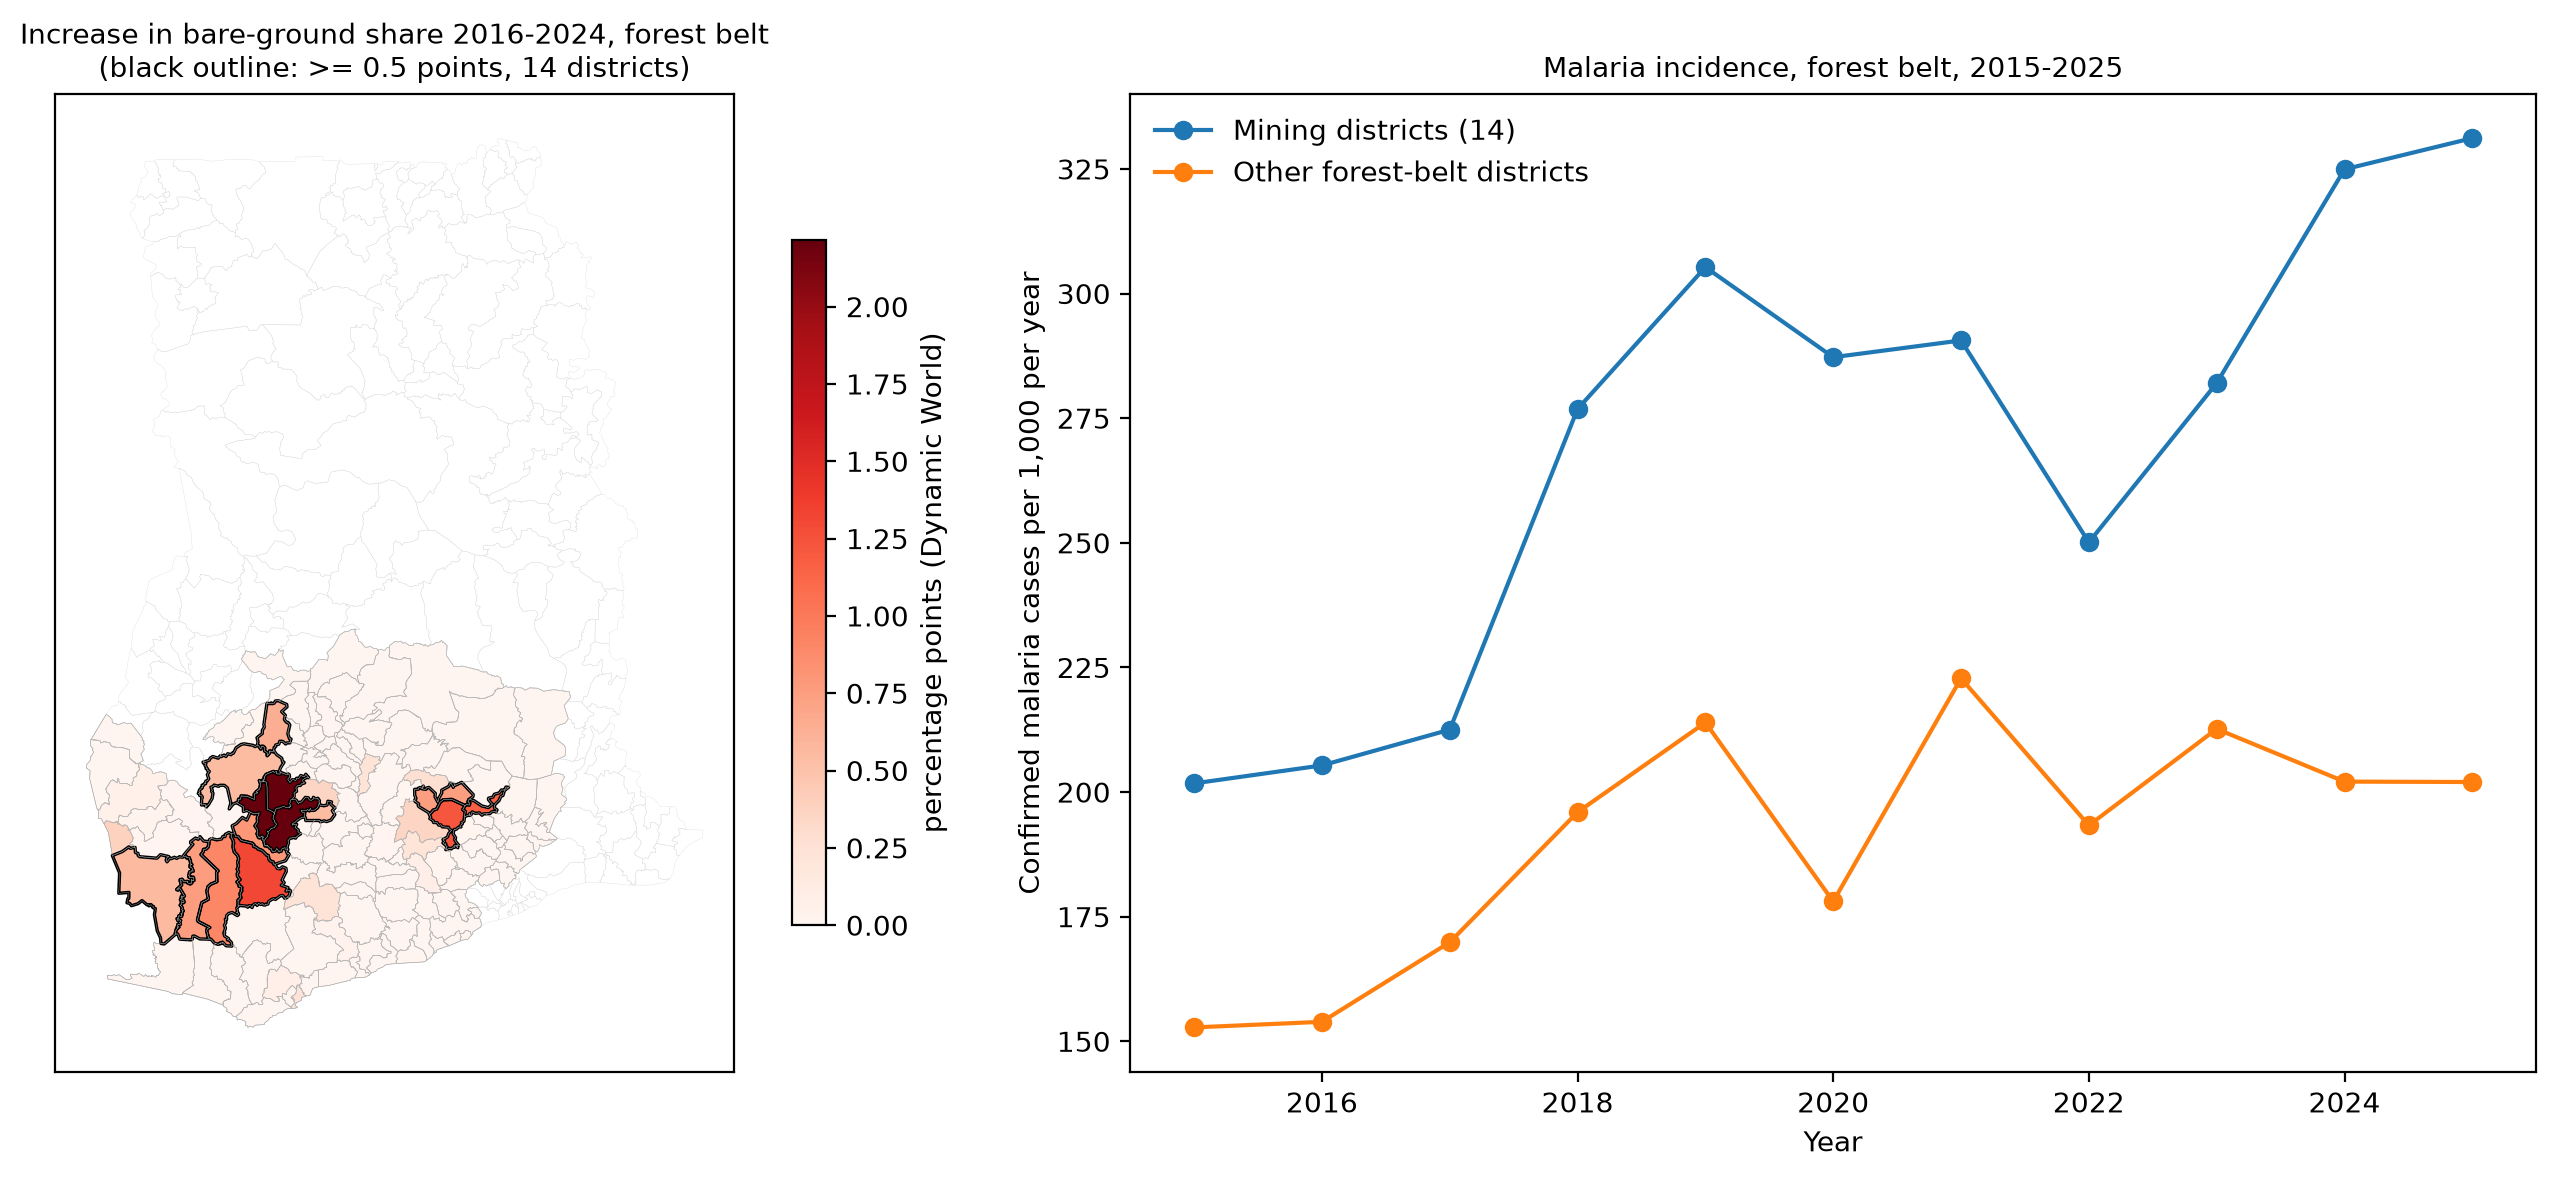 Increase in bare-ground share 2016-2024, forest belt
(black outline: >= 0.5 points, 14 districts)
2.00
1.75
1.50
1.25
1.00
0.75
0.50
0.25
0.00
percentage points (Dynamic World)
Malaria incidence, forest belt, 2015-2025
Mining districts (14)
Other forest-belt districts
325
300
275
250
225
200
175
150
Confirmed malaria cases per 1,000 per year
2016
2018
2020
2022
2024
Year